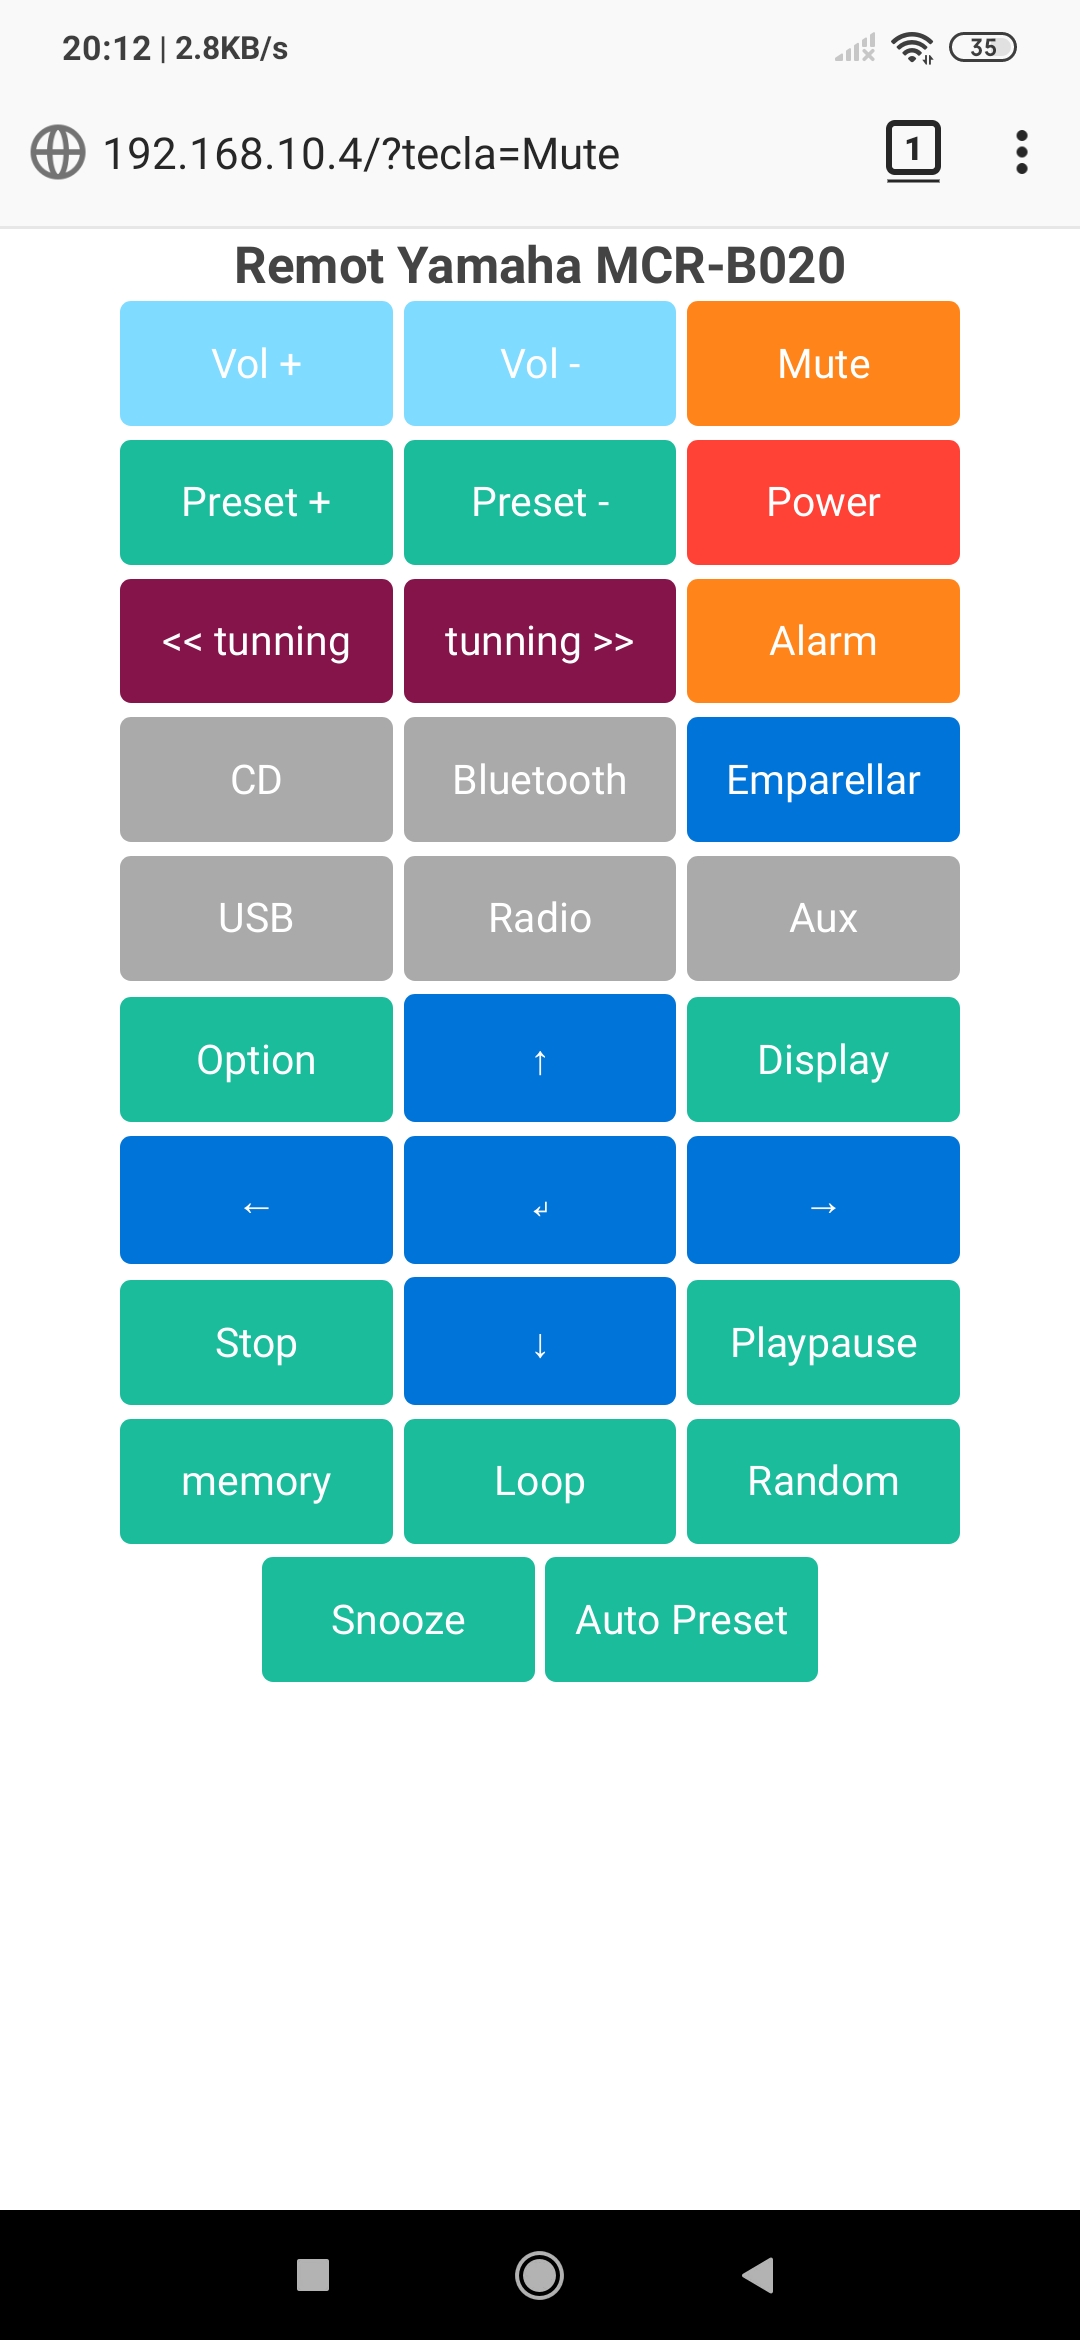 20:12 | 2.8KB/s 35
192.168.10.4/?tecla=Mute 1
Remot Yamaha MCR-B020
Vol + Vol - Mute
Preset + Preset - Power
<< tunning tunning >> Alarm
CD Bluetooth Emparellar
USB Radio Aux
Option ↑ Display
← ↲ →
Stop ↓ Playpause
memory Loop Random
Snooze Auto Preset